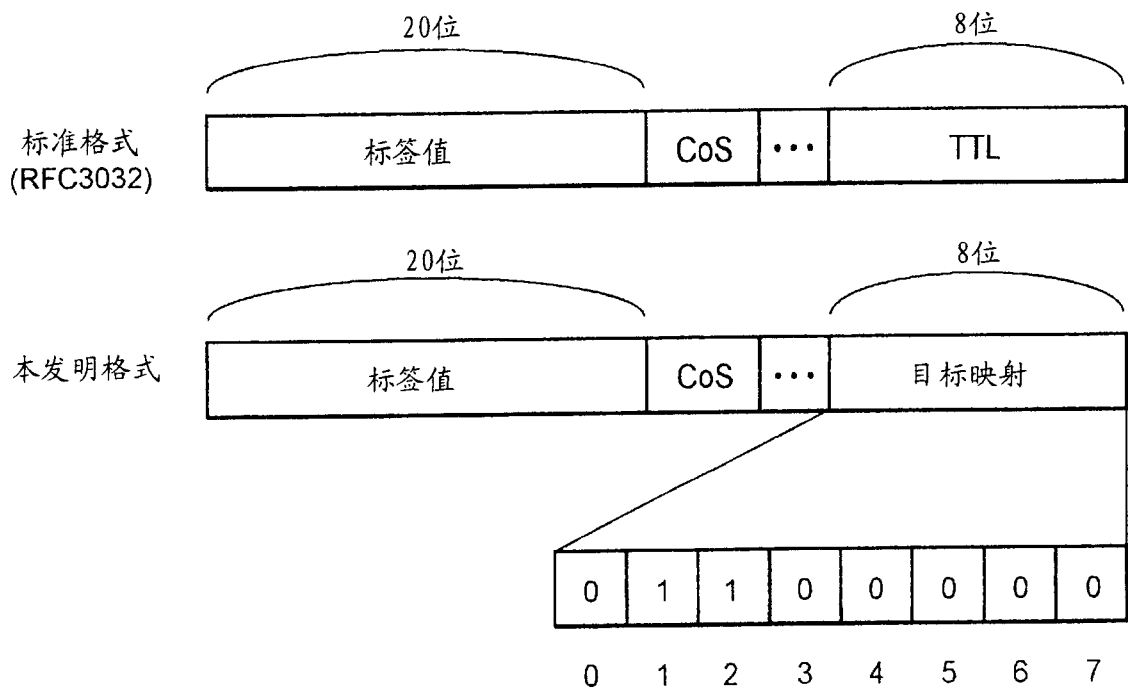 20位 8位
标准格式
(RFC3032)
标签值 CoS ••• TTL
20位 8位
本发明格式 标签值 CoS ••• 目标映射
0 1 1 0 0 0 0 0
0 1 2 3 4 5 6 7